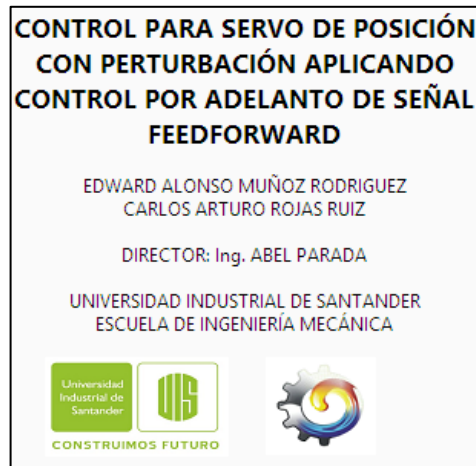 CONTROL PARA SERVO DE POSICIÓN
CON PERTURBACIÓN APLICANDO
CONTROL POR ADELANTO DE SEÑAL
FEEDFORWARD
EDWARD ALONSO MUÑOZ RODRIGUEZ
CARLOS ARTURO ROJAS RUIZ
DIRECTOR: Ing. ABEL PARADA
UNIVERSIDAD INDUSTRIAL DE SANTANDER
ESCUELA DE INGENIERÍA MECÁNICA
Universidad
Industrial de
Santander
UIS
CONSTRUIMOS FUTURO